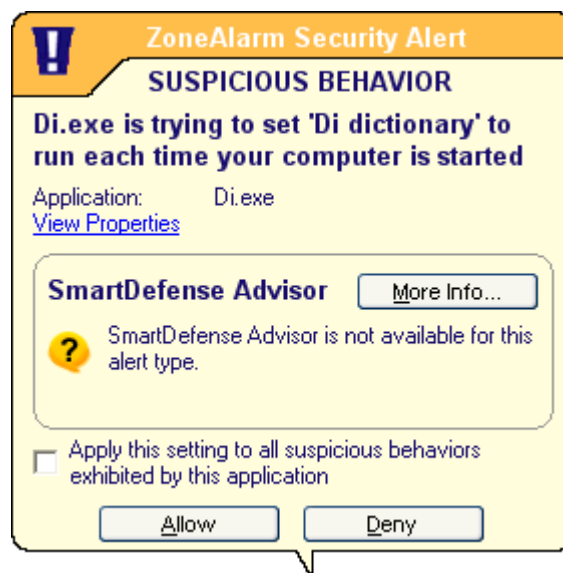 ZoneAlarm Security Alert
SUSPICIOUS BEHAVIOR
Di.exe is trying to set 'Di dictionary' to
run each time your computer is started
Application: Di.exe
View Properties
SmartDefense Advisor More Info...
SmartDefense Advisor is not available for this
alert type.
Apply this setting to all suspicious behaviors
exhibited by this application
Allow Deny